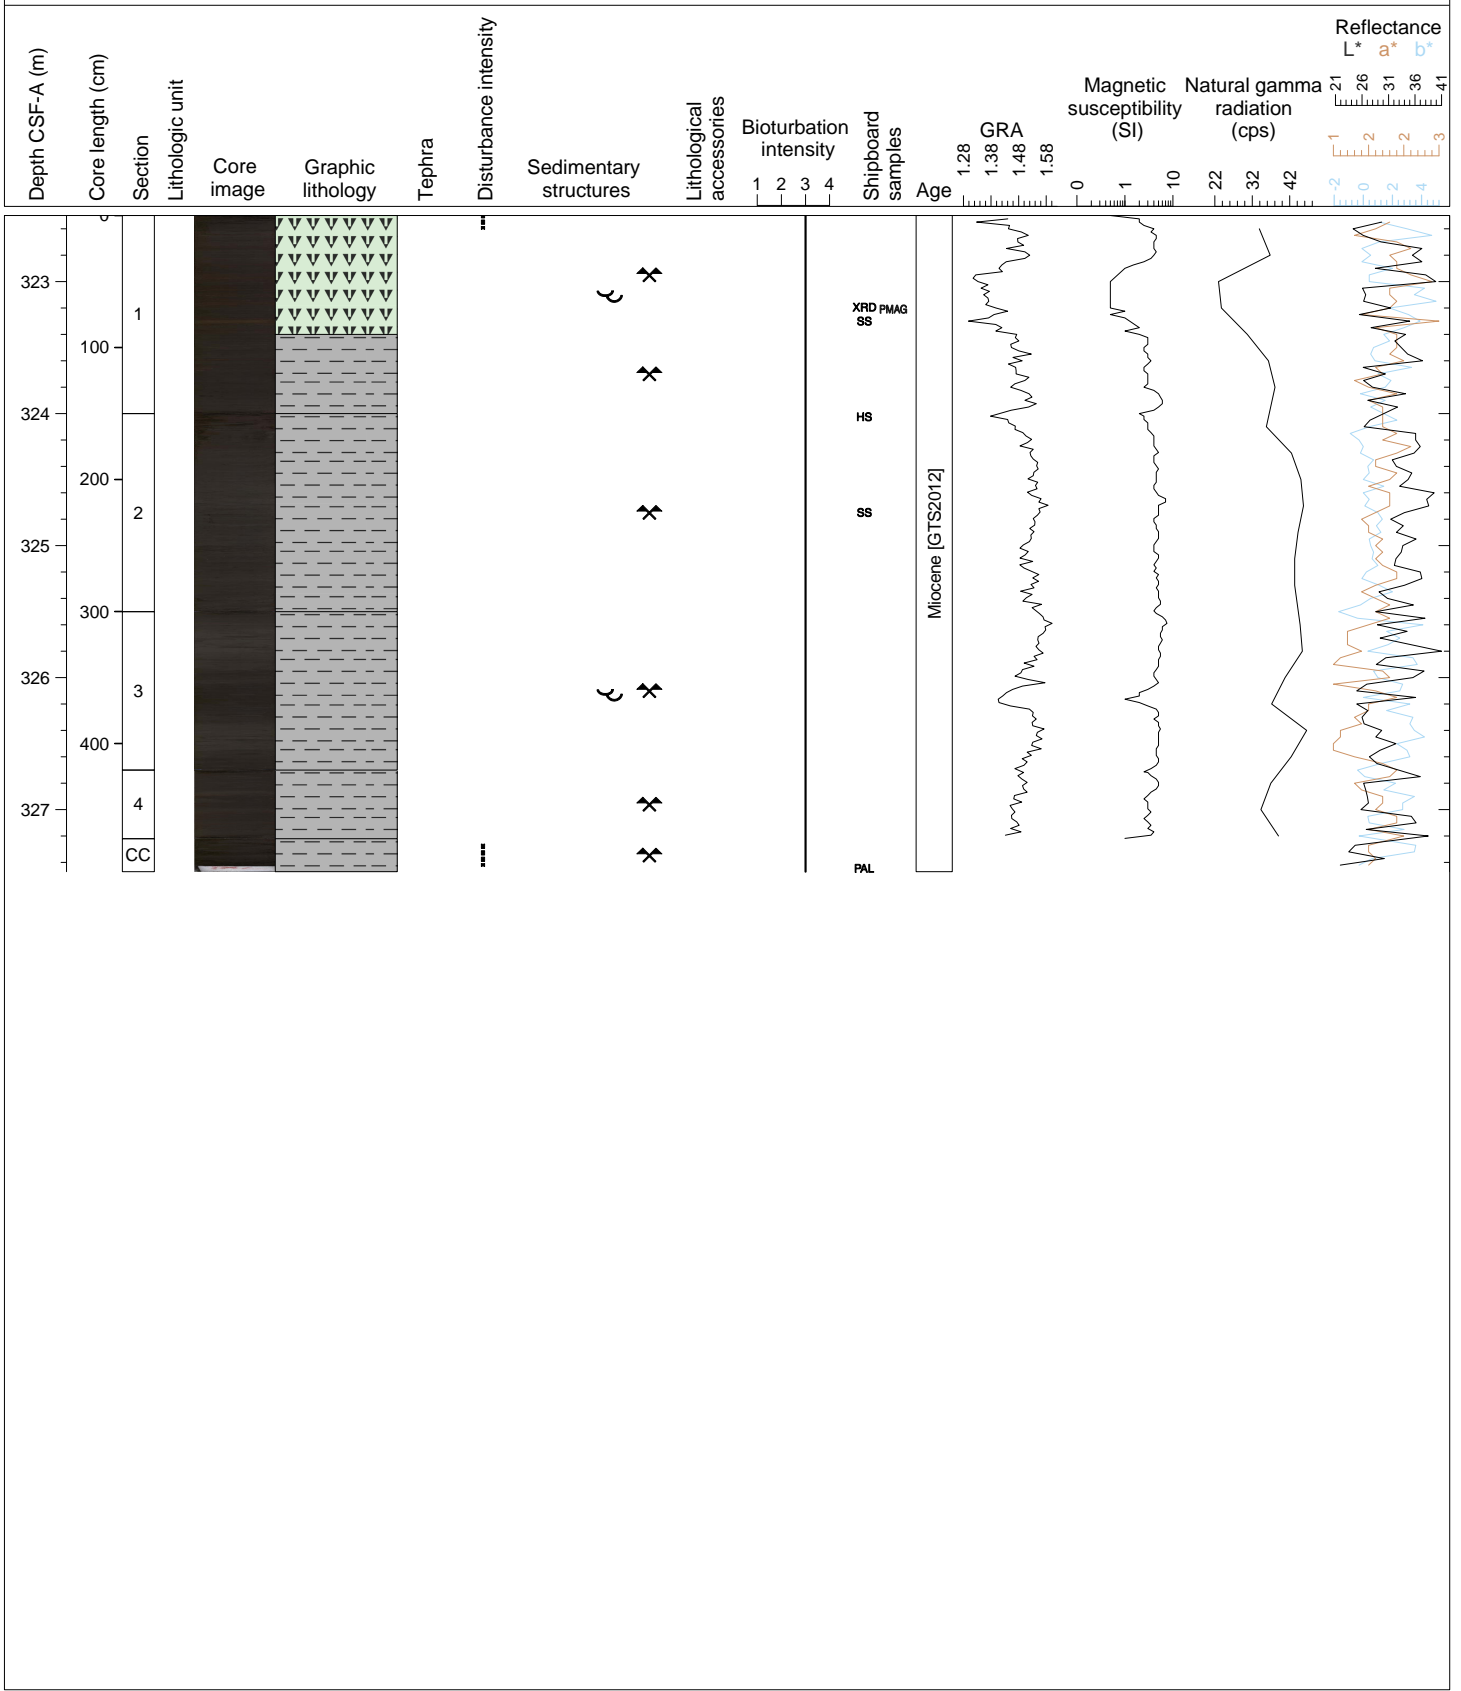 Depth CSF-A (m)
Core length (cm)
Section
Lithologic unit
Core
image
Graphic
lithology
Tephra
Disturbance intensity
Sedimentary
structures
Lithological
accessories
Bioturbation
intensity
1 2 3 4
Shipboard
samples
Age
GRA
1.28 1.38 1.48 1.58
Magnetic
susceptibility
(SI)
0 1 10
Natural gamma
radiation
(cps)
22 32 42
Reflectance
L* a* b*
21 26 31 36 41
1 2 2 3
-2 0 2 4
0
323
1
XRD PMAG
SS
100
324
HS
200
2
SS
325
Miocene [GTS2012]
300
326
3
400
327
4
CC
PAL